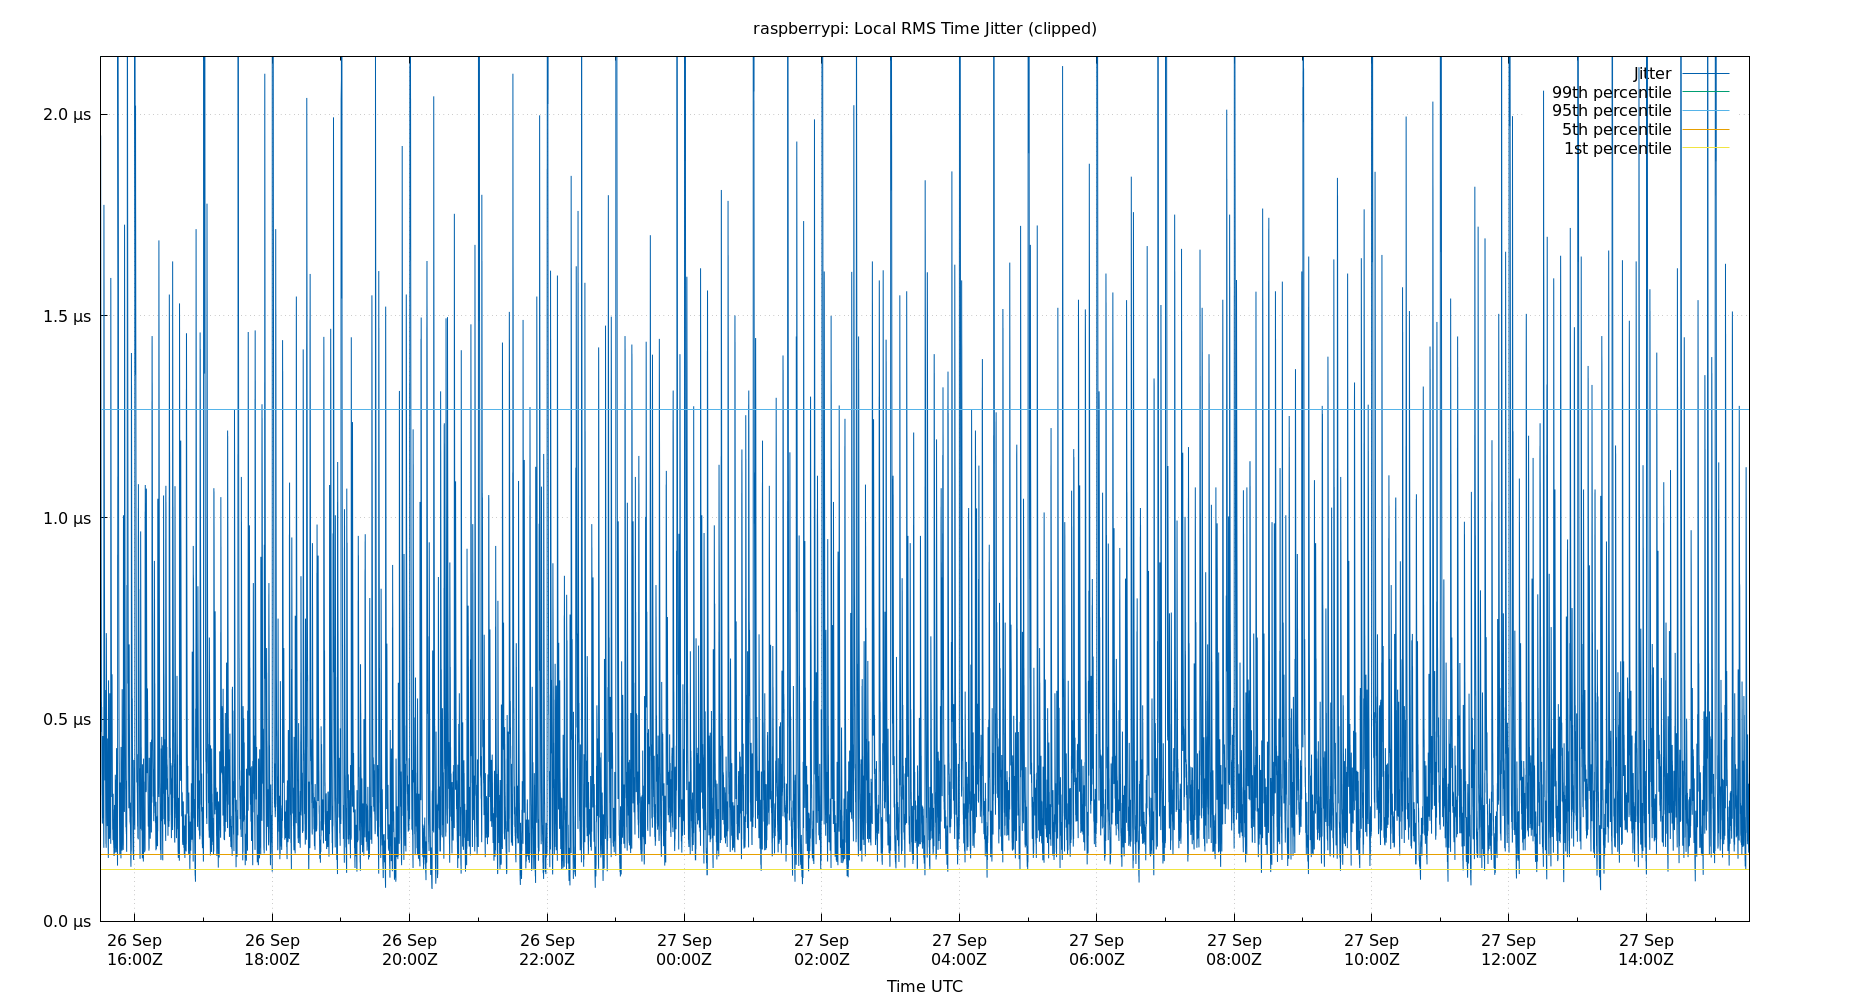 raspberrypi: Local RMS Time Jitter (clipped)
Jitter
99th percentile
95th percentile
5th percentile
1st percentile
2.0 µs
1.5 µs
1.0 µs
0.5 µs
0.0 µs
26 Sep 26 Sep 26 Sep 26 Sep 27 Sep 27 Sep 27 Sep 27 Sep 27 Sep 27 Sep 27 Sep 27 Sep
16:00Z 18:00Z 20:00Z 22:00Z 00:00Z 02:00Z 04:00Z 06:00Z 08:00Z 10:00Z 12:00Z 14:00Z
Time UTC